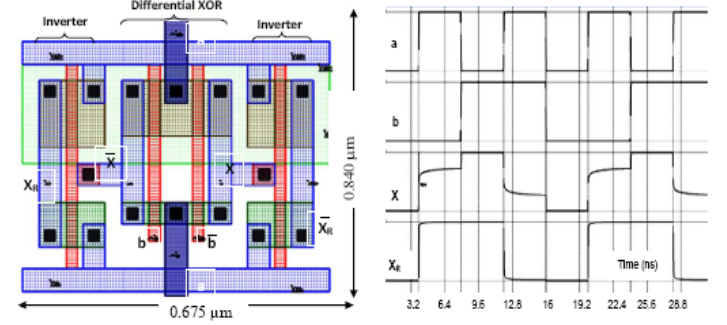 Differential XOR
Inverter
Inverter
a
X̅
X
X_R
X̅_R
b
b̅
a
0.840 µm
0.675 µm
a
b
X
X_R
Time (ns)
3.2 6.4 9.6 12.8 16 19.2 22.4 25.6 28.8